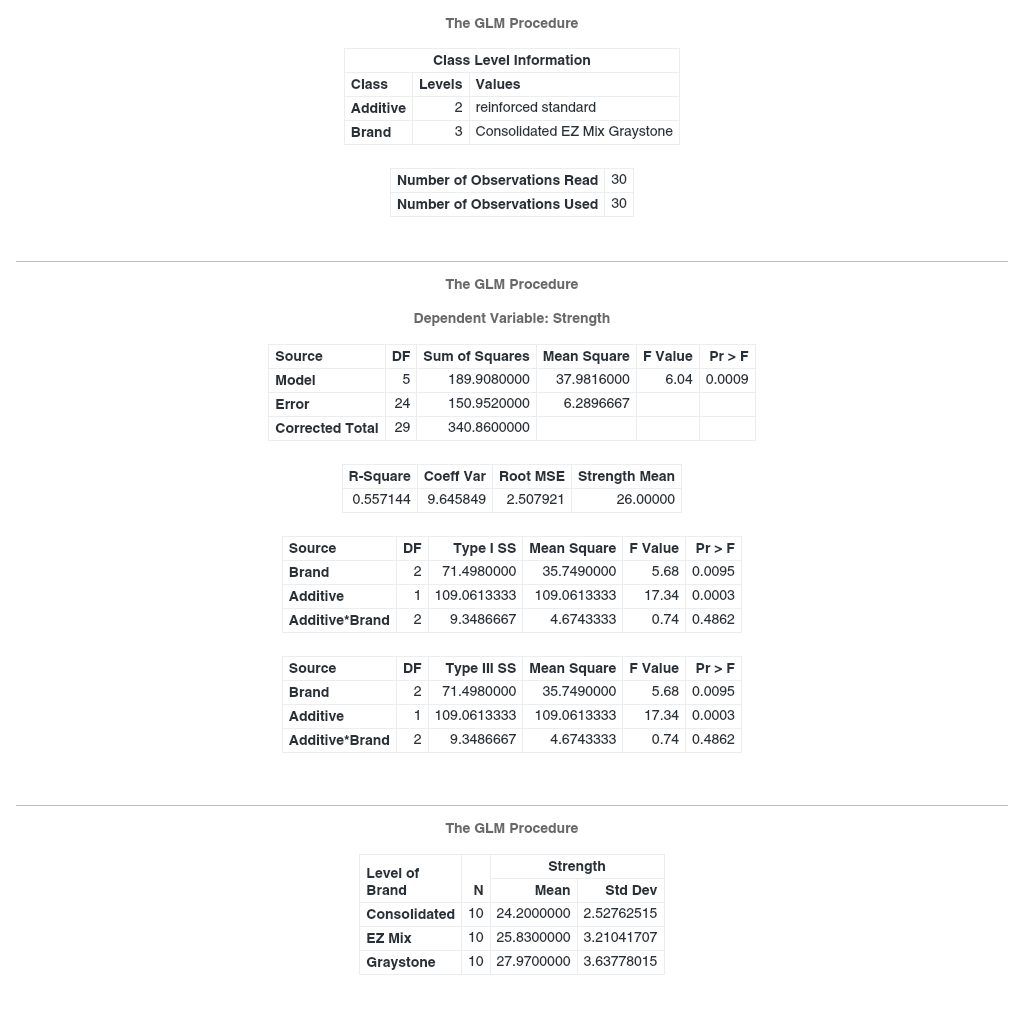 The GLM Procedure
Class Level Information
Class Levels Values
Additive 2 reinforced standard
Brand 3 Consolidated EZ Mix Graystone
Number of Observations Read 30
Number of Observations Used 30
The GLM Procedure
Dependent Variable: Strength
Source DF Sum of Squares Mean Square F Value Pr > F
Model 5 189.9080000 37.9816000 6.04 0.0009
Error 24 150.9520000 6.2896667
Corrected Total 29 340.8600000
R-Square Coeff Var Root MSE Strength Mean
0.557144 9.645849 2.507921 26.00000
Source DF Type I SS Mean Square F Value Pr > F
Brand 2 71.4980000 35.7490000 5.68 0.0095
Additive 1 109.0613333 109.0613333 17.34 0.0003
Additive*Brand 2 9.3486667 4.6743333 0.74 0.4862
Source DF Type III SS Mean Square F Value Pr > F
Brand 2 71.4980000 35.7490000 5.68 0.0095
Additive 1 109.0613333 109.0613333 17.34 0.0003
Additive*Brand 2 9.3486667 4.6743333 0.74 0.4862
The GLM Procedure
Level of
Brand N Strength
Mean Std Dev
Consolidated 10 24.2000000 2.52762515
EZ Mix 10 25.8300000 3.21041707
Graystone 10 27.9700000 3.63778015